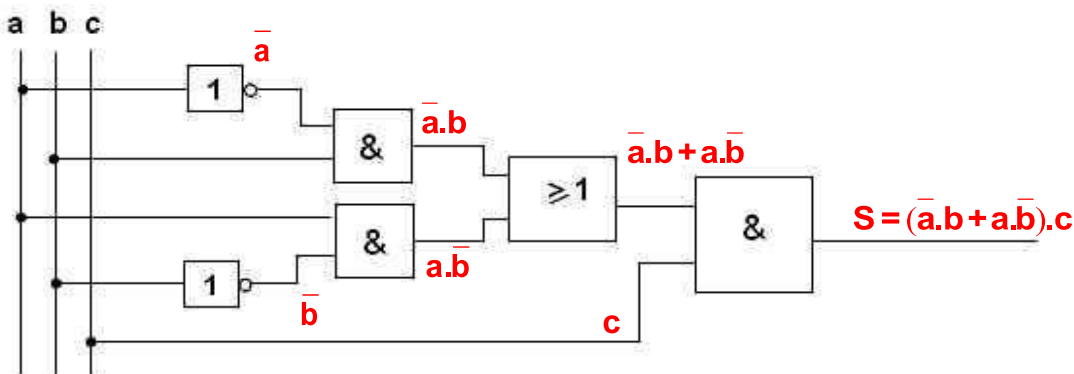 a b c
a̅
1
&
a̅.b
a̅.b + a.b̅
≥1
&
S = (a̅.b + a.b̅).c
&
a.b̅
1
b̅
c